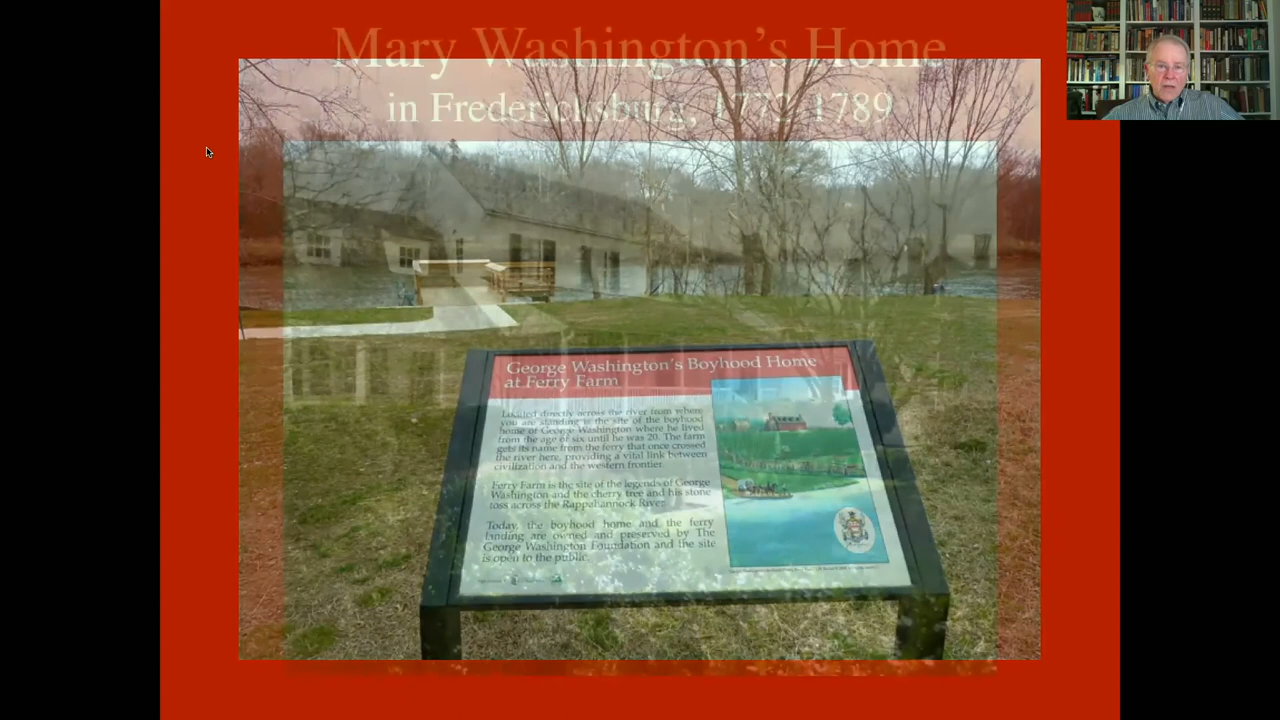 Mary Washington's Home
in Fredericksburg, 1772-1789
George Washington's Boyhood Home
at Ferry Farm
Located directly across the river from where
you are standing is the site of the boyhood
home of George Washington where he lived
from the age of six until he was 20. The farm
gets its name from the ferry that once crossed
the river here, providing a vital link between
civilization and the western frontier.
Ferry Farm is the site of the legends of George
Washington and the cherry tree and his stone
toss across the Rappahannock River.
Today, the boyhood home and the ferry
landing are owned and preserved by The
George Washington Foundation and the site
is open to the public.